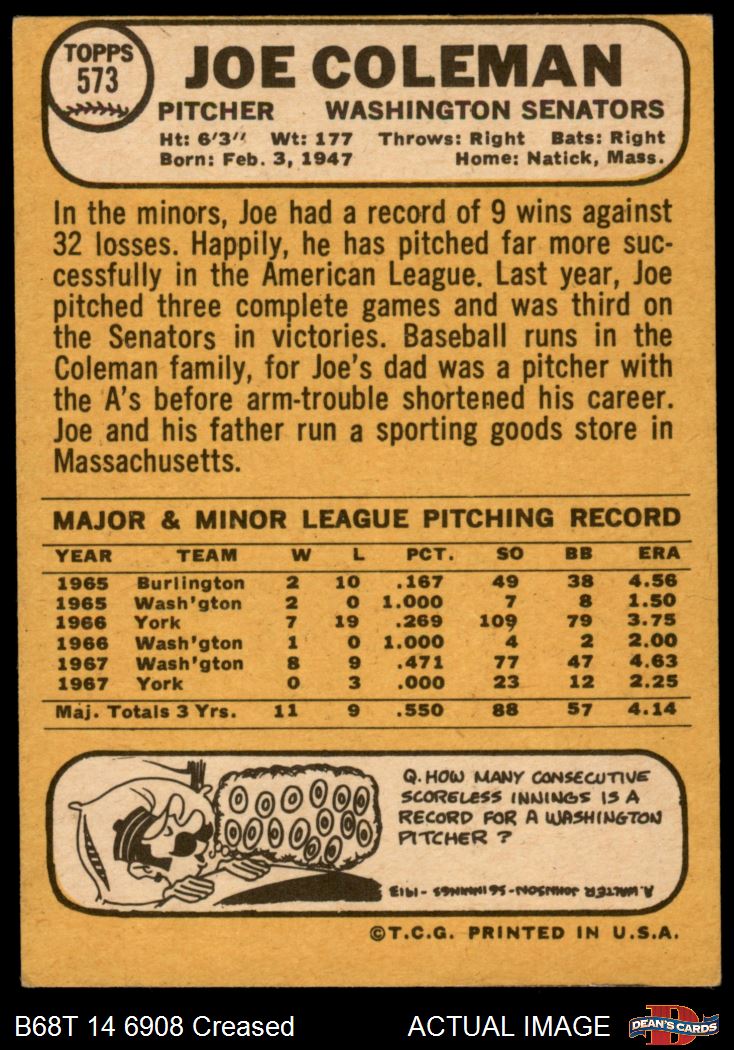 TOPPS
573
JOE COLEMAN
PITCHER WASHINGTON SENATORS
Ht: 6'3" Wt: 177 Throws: Right Bats: Right
Born: Feb. 3, 1947 Home: Natick, Mass.
In the minors, Joe had a record of 9 wins against
32 losses. Happily, he has pitched far more suc-
cessfully in the American League. Last year, Joe
pitched three complete games and was third on
the Senators in victories. Baseball runs in the
Coleman family, for Joe's dad was a pitcher with
the A's before arm-trouble shortened his career.
Joe and his father run a sporting goods store in
Massachusetts.
MAJOR & MINOR LEAGUE PITCHING RECORD
YEAR TEAM W L PCT. SO BB ERA
1965 Burlington 2 10 .167 49 38 4.56
1965 Wash'gton 2 0 1.000 7 8 1.50
1966 York 7 19 .269 109 79 3.75
1966 Wash'gton 1 0 1.000 4 2 2.00
1967 Wash'gton 8 9 .471 77 47 4.63
1967 York 0 3 .000 23 12 2.25
Maj. Totals 3 Yrs. 11 9 .550 88 57 4.14
Q. HOW MANY CONSECUTIVE
SCORELESS INNINGS IS A
RECORD FOR A WASHINGTON
PITCHER ?
A. WALTER JOHNSON - 56 INNINGS - 1913
©T.C.G. PRINTED IN U.S.A.
B68T 14 6908 Creased ACTUAL IMAGE
D
DEAN'S CARDS